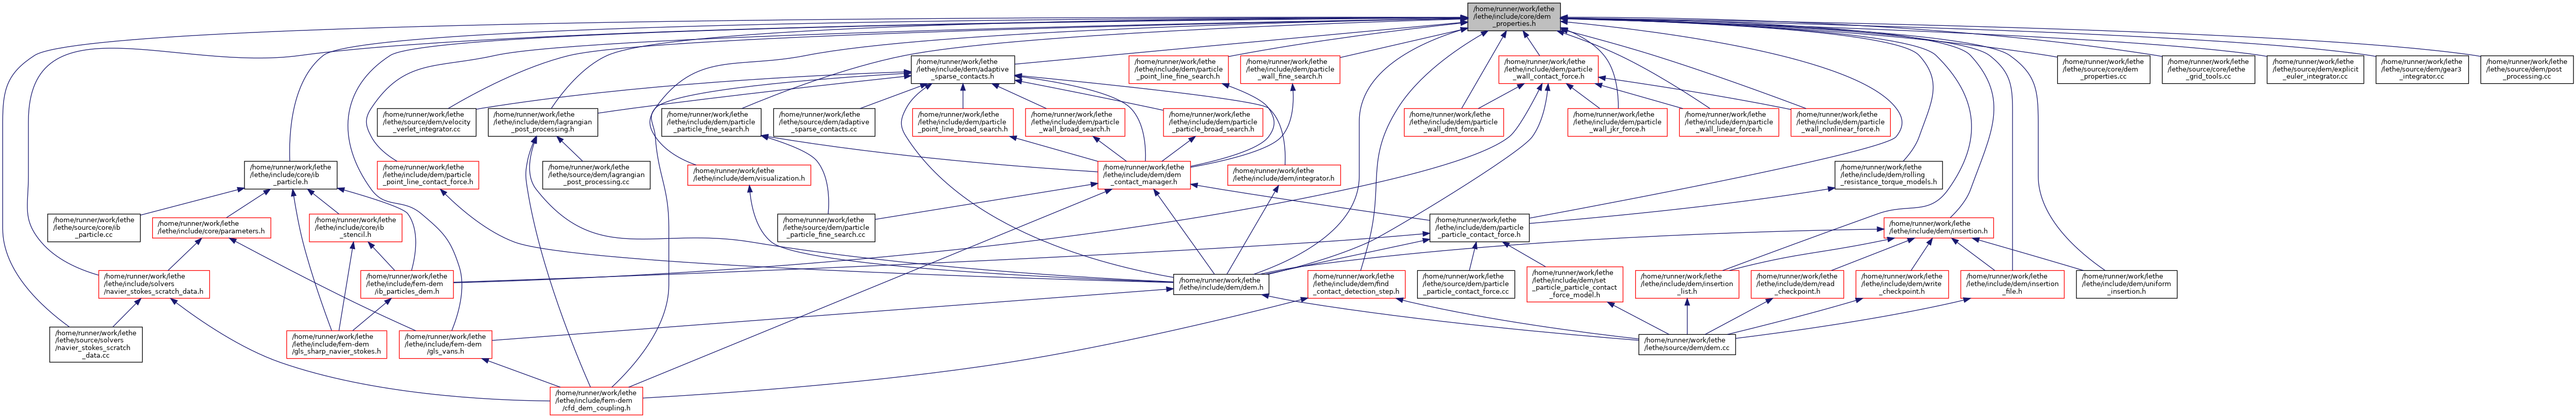 /home/runner/work/lethe
/lethe/include/core/dem
_properties.h
/home/runner/work/lethe
/lethe/include/dem/adaptive
_sparse_contacts.h
/home/runner/work/lethe
/lethe/include/dem/particle
_point_line_fine_search.h
/home/runner/work/lethe
/lethe/include/dem/particle
_wall_fine_search.h
/home/runner/work/lethe
/lethe/include/dem/particle
_wall_contact_force.h
/home/runner/work/lethe
/lethe/source/core/dem
_properties.cc
/home/runner/work/lethe
/lethe/source/core/lethe
_grid_tools.cc
/home/runner/work/lethe
/lethe/source/dem/explicit
_euler_integrator.cc
/home/runner/work/lethe
/lethe/source/dem/gear3
_integrator.cc
/home/runner/work/lethe
/lethe/source/dem/post
_processing.cc
/home/runner/work/lethe
/lethe/source/dem/velocity
_verlet_integrator.cc
/home/runner/work/lethe
/lethe/include/dem/lagrangian
_post_processing.h
/home/runner/work/lethe
/lethe/include/dem/particle
_particle_fine_search.h
/home/runner/work/lethe
/lethe/source/dem/adaptive
_sparse_contacts.cc
/home/runner/work/lethe
/lethe/include/dem/particle
_point_line_broad_search.h
/home/runner/work/lethe
/lethe/include/dem/particle
_wall_broad_search.h
/home/runner/work/lethe
/lethe/include/dem/particle
_particle_broad_search.h
/home/runner/work/lethe
/lethe/include/dem/particle
_wall_dmt_force.h
/home/runner/work/lethe
/lethe/include/dem/particle
_wall_jkr_force.h
/home/runner/work/lethe
/lethe/include/dem/particle
_wall_linear_force.h
/home/runner/work/lethe
/lethe/include/dem/particle
_wall_nonlinear_force.h
/home/runner/work/lethe
/lethe/include/core/ib
_particle.h
/home/runner/work/lethe
/lethe/include/dem/particle
_point_line_contact_force.h
/home/runner/work/lethe
/lethe/source/dem/lagrangian
_post_processing.cc
/home/runner/work/lethe
/lethe/include/dem/visualization.h
/home/runner/work/lethe
/lethe/include/dem/dem
_contact_manager.h
/home/runner/work/lethe
/lethe/include/dem/integrator.h
/home/runner/work/lethe
/lethe/include/dem/rolling
_resistance_torque_models.h
/home/runner/work/lethe
/lethe/source/core/ib
_particle.cc
/home/runner/work/lethe
/lethe/include/core/parameters.h
/home/runner/work/lethe
/lethe/include/core/ib
_stencil.h
/home/runner/work/lethe
/lethe/source/dem/particle
_particle_fine_search.cc
/home/runner/work/lethe
/lethe/include/dem/particle
_particle_contact_force.h
/home/runner/work/lethe
/lethe/include/dem/insertion.h
/home/runner/work/lethe
/lethe/include/solvers
/navier_stokes_scratch_data.h
/home/runner/work/lethe
/lethe/include/fem-dem
/ib_particles_dem.h
/home/runner/work/lethe
/lethe/include/dem/dem.h
/home/runner/work/lethe
/lethe/include/dem/find
_contact_detection_step.h
/home/runner/work/lethe
/lethe/source/dem/particle
_particle_contact_force.cc
/home/runner/work/lethe
/lethe/include/dem/set
_particle_particle_contact
_force_model.h
/home/runner/work/lethe
/lethe/include/dem/insertion
_list.h
/home/runner/work/lethe
/lethe/include/dem/read
_checkpoint.h
/home/runner/work/lethe
/lethe/include/dem/write
_checkpoint.h
/home/runner/work/lethe
/lethe/include/dem/insertion
_file.h
/home/runner/work/lethe
/lethe/include/dem/uniform
_insertion.h
/home/runner/work/lethe
/lethe/source/solvers
/navier_stokes_scratch
_data.cc
/home/runner/work/lethe
/lethe/include/fem-dem
/gls_sharp_navier_stokes.h
/home/runner/work/lethe
/lethe/include/fem-dem
/gls_vans.h
/home/runner/work/lethe
/lethe/source/dem/dem.cc
/home/runner/work/lethe
/lethe/include/fem-dem
/cfd_dem_coupling.h